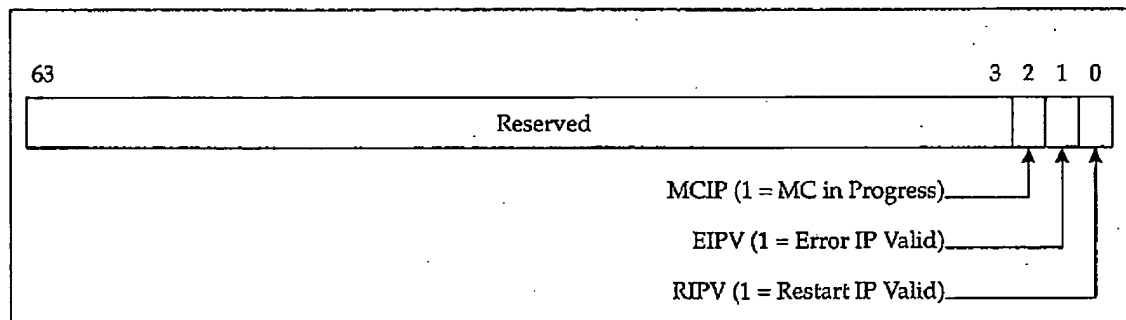 63 3 2 1 0
Reserved
MCIP (1 = MC in Progress)
EIPV (1 = Error IP Valid)
RIPV (1 = Restart IP Valid)